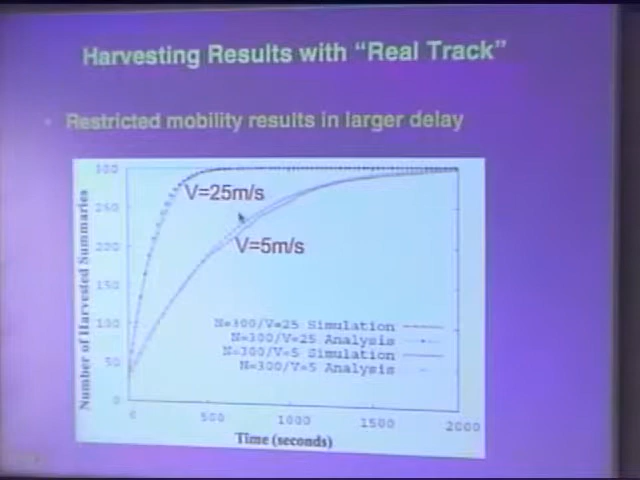 Harvesting Results with “Real Track”
• Restricted mobility results in larger delay
Number of Harvested Summaries
300
250
200
150
100
50
0
V=25m/s
V=5m/s
N=300/V=25 Simulation
N=300/V=25 Analysis
N=300/V=5 Simulation
N=300/V=5 Analysis
0 500 1000 1500 2000
Time (seconds)